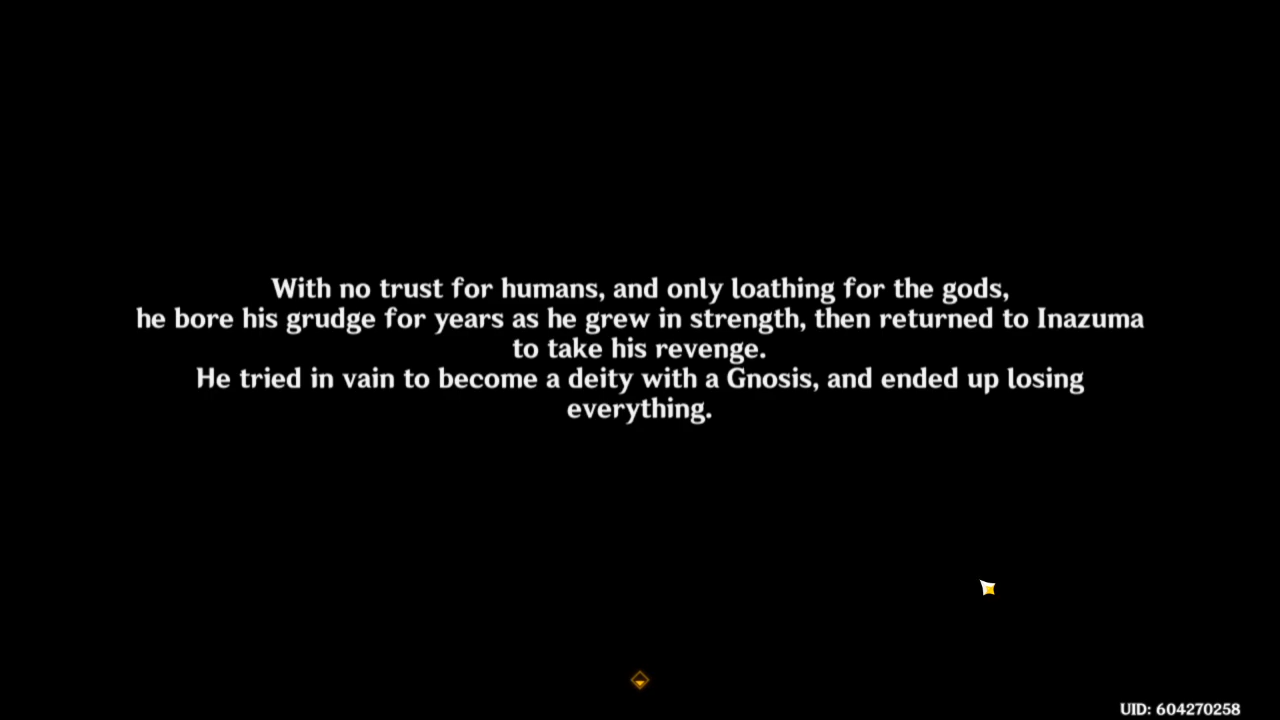 With no trust for humans, and only loathing for the gods,
he bore his grudge for years as he grew in strength, then returned to Inazuma
to take his revenge.
He tried in vain to become a deity with a Gnosis, and ended up losing
everything.
UID: 604270258